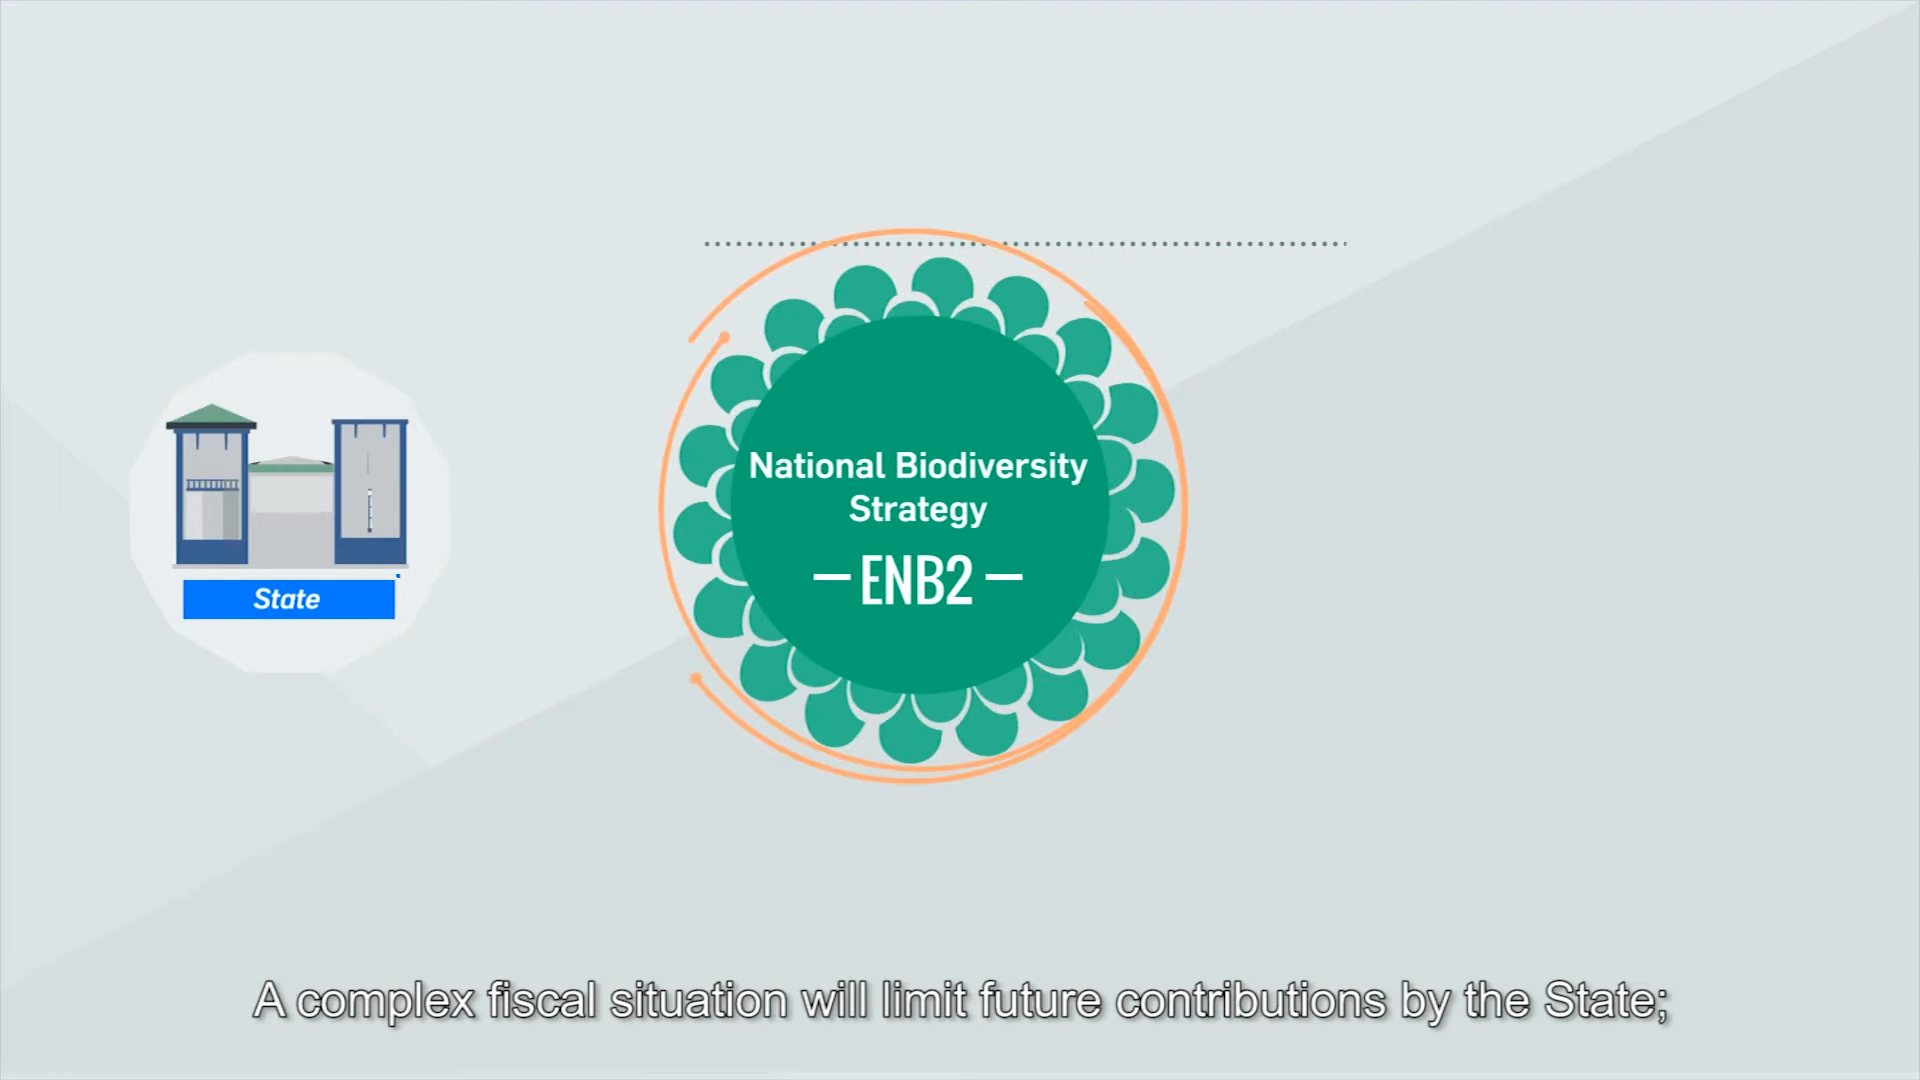 National Biodiversity
Strategy
— ENB2 —
State
A complex fiscal situation will limit future contributions by the State;